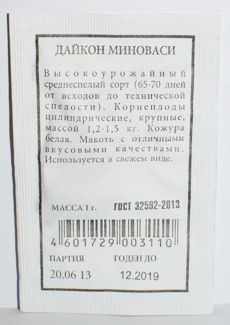 ДАЙКОН МИНОВАСИ
Высокоурожайный
среднеспелый сорт (65-70 дней
от всходов до технической
спелости). Корнеплоды
цилиндрические, крупные,
массой 1,2-1,5 кг. Кожура
белая. Мякоть с отличными
вкусовыми качествами.
Используется в свежем виде.
МАССА 1 г. ГОСТ 32592-2013
4 601729 003110
ПАРТИЯ ГОДЕН ДО
20.06 13 12.2019